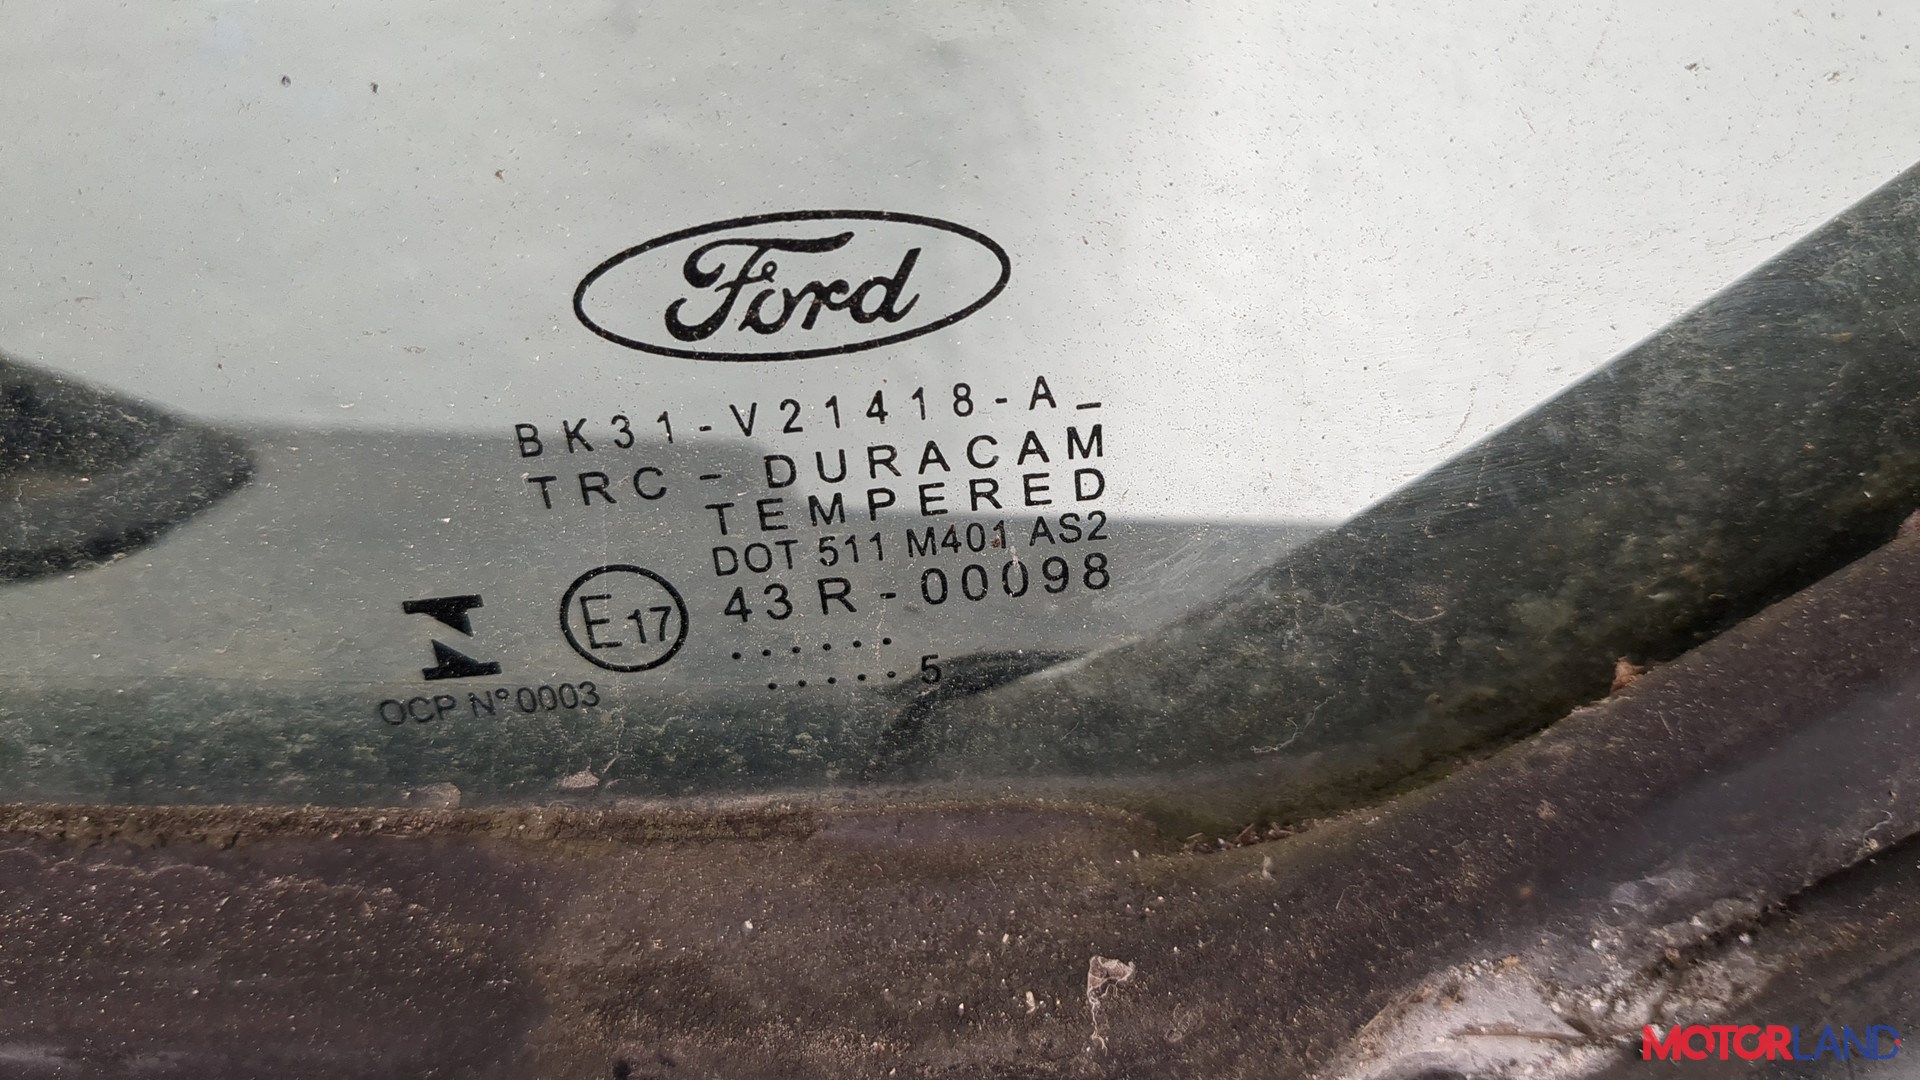 Ford
BK31-V21418-A_
TRC - DURACAM
TEMPERED
DOT 511 M401 AS2
E17 43R-00098
......
.....5
OCP N°0003
MOTORLAND